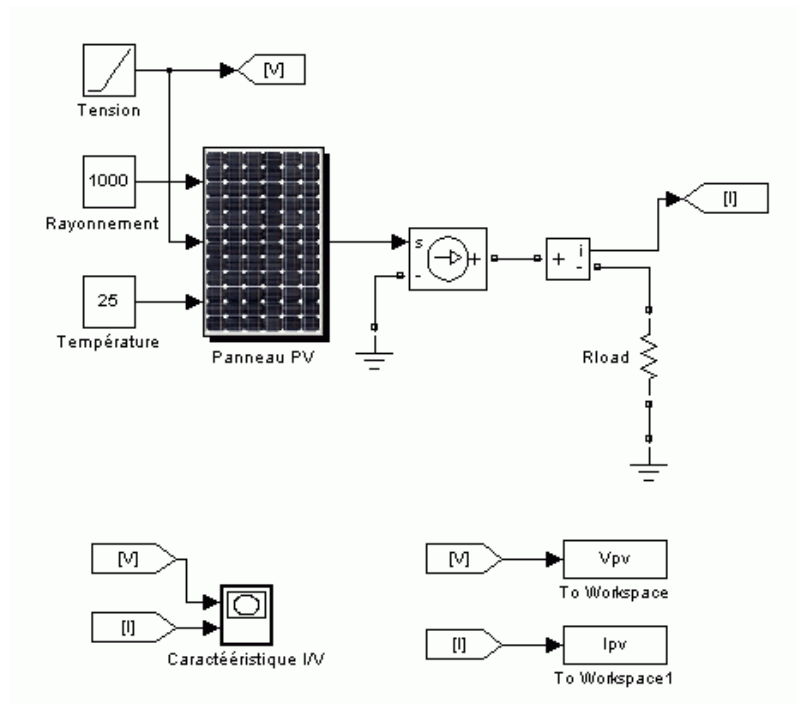 [V]
Tension
1000
Rayonnement
25
Température
Panneau PV
s
+
-
+
i
-
[I]
Rload
[V]
[I]
Caractééristique I/V
[V]
Vpv
To Workspace
[I]
Ipv
To Workspace1